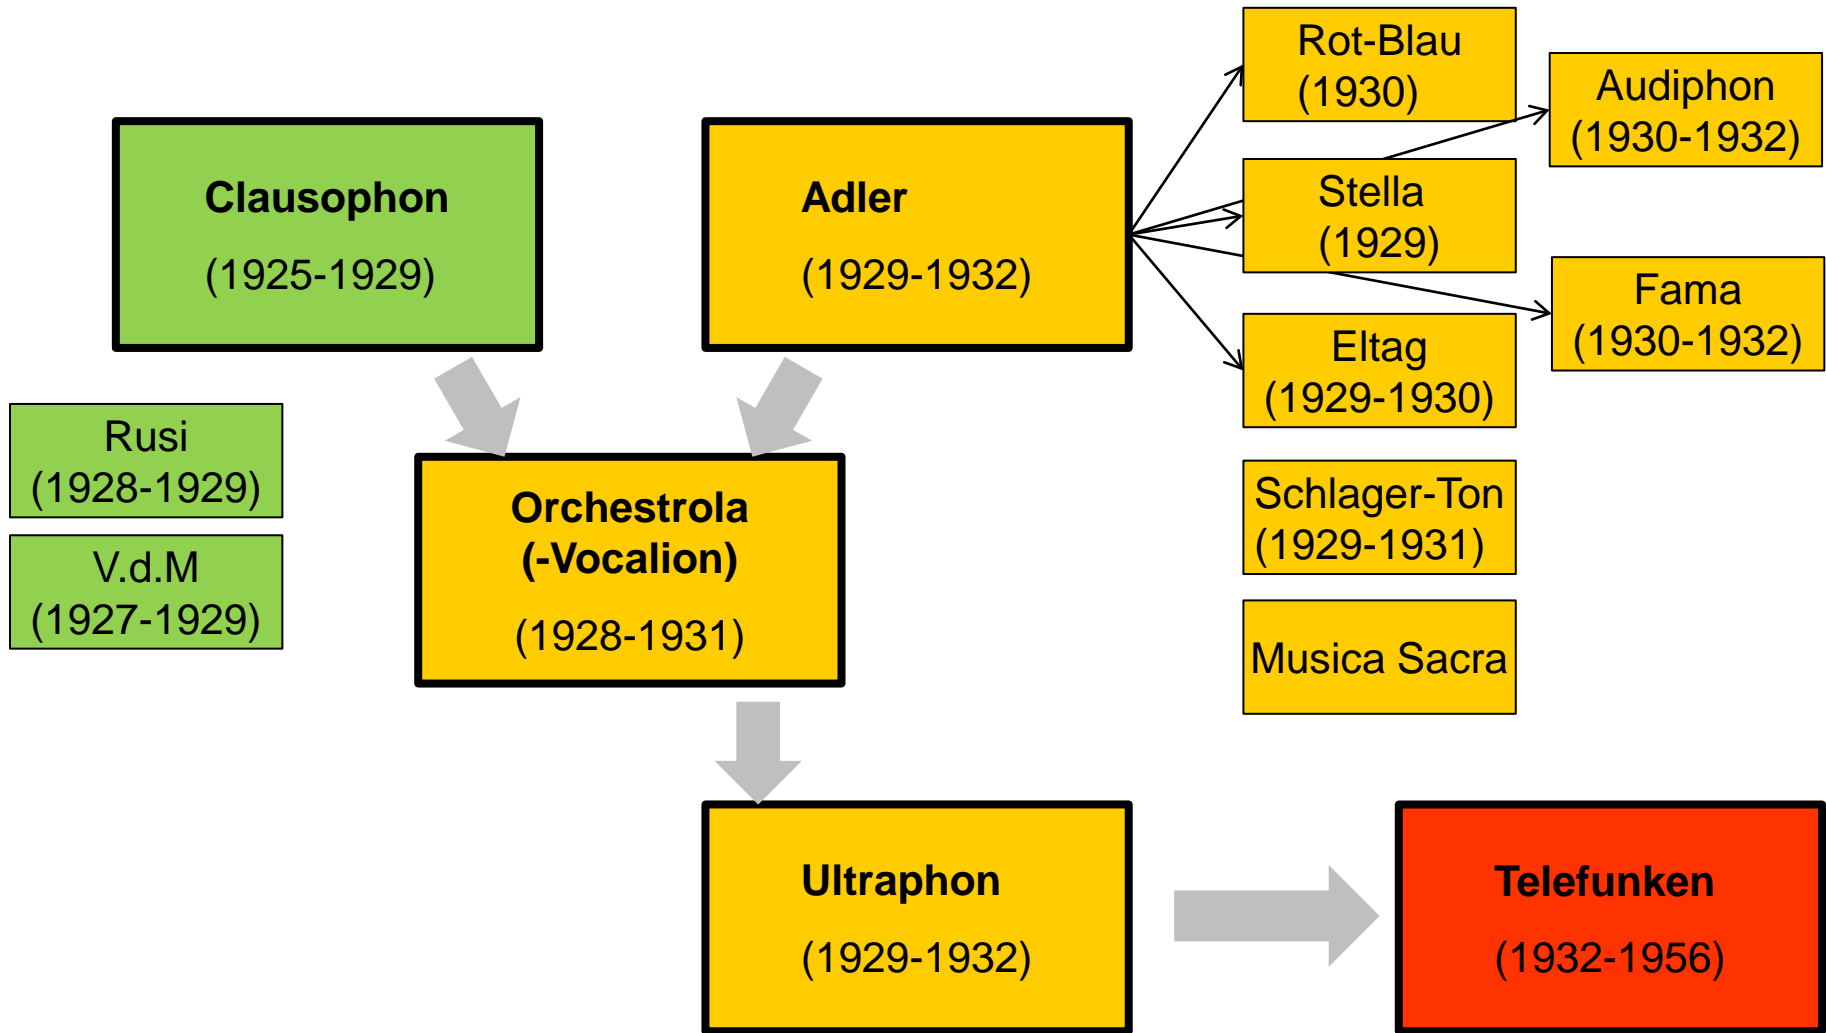 Rot-Blau
(1930)
Audiphon
(1930-1932)
Clausophon
(1925-1929)
Adler
(1929-1932)
Stella
(1929)
Fama
(1930-1932)
Eltag
(1929-1930)
Rusi
(1928-1929)
V.d.M
(1927-1929)
Orchestrola
(-Vocalion)
(1928-1931)
Schlager-Ton
(1929-1931)
Musica Sacra
Ultraphon
(1929-1932)
Telefunken
(1932-1956)